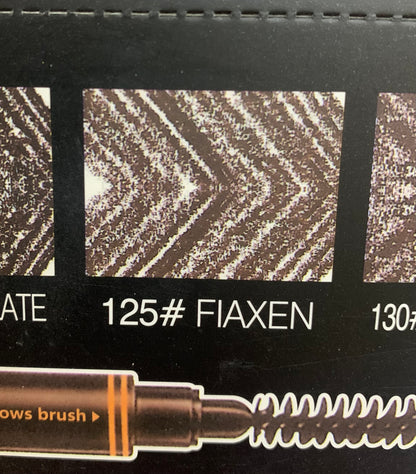 ATE
125# FIAXEN
130#
ows brush